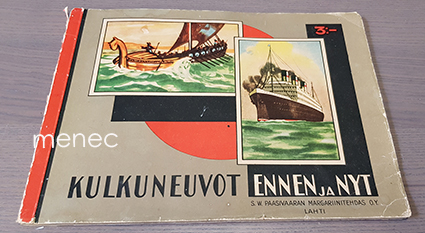 3:-
menec
KULKUNEUVOT ENNEN JA NYT
S. W. PAASIVAARAN MARGARIINITEHDAS O.Y.
LAHTI